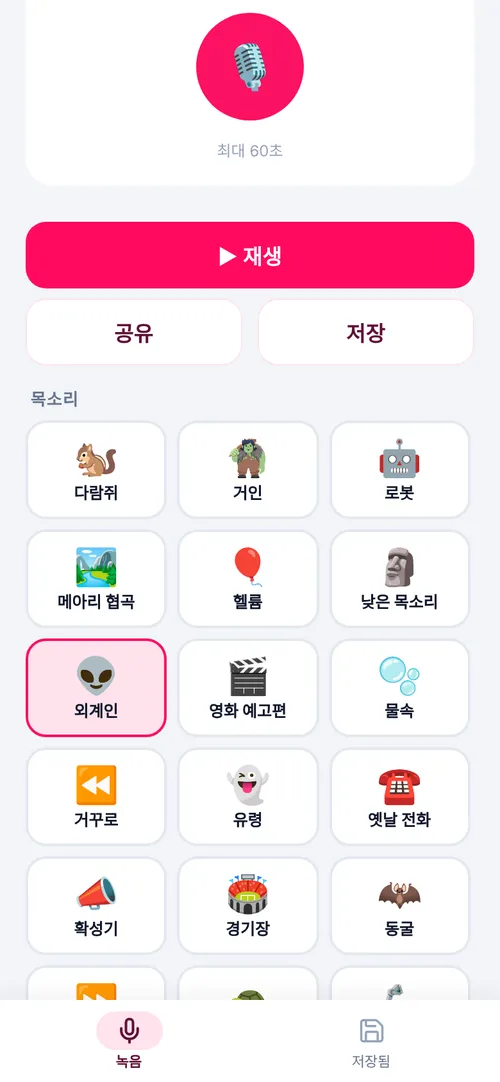 최대 60초
▶ 재생
공유
저장
목소리
다람쥐
거인
로봇
메아리 협곡
헬륨
낮은 목소리
외계인
영화 예고편
물속
거꾸로
유령
옛날 전화
확성기
경기장
동굴
녹음
저장됨